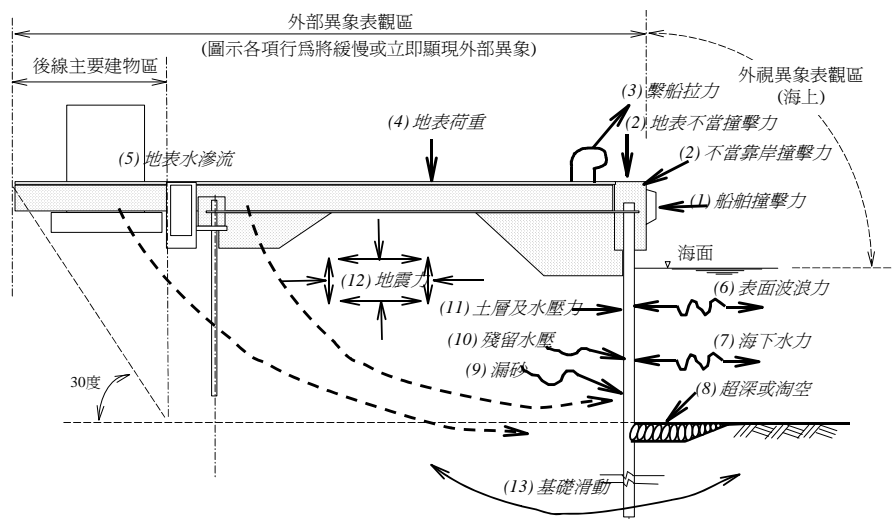 外部異象表觀區
(圖示各項行為將緩慢或立即顯現外部異象)
後線主要建物區
外視異象表觀區
(海上)
(3) 繫船拉力
(4) 地表荷重
(2) 地表不當撞擊力
(5) 地表水滲流
(2) 不當靠岸撞擊力
(1) 船舶撞擊力
海面
(12) 地震力
(6) 表面波浪力
(11) 土層及水壓力
(10) 殘留水壓
(7) 海下水力
(9) 漏砂
30度
(8) 超深或淘空
(13) 基礎滑動